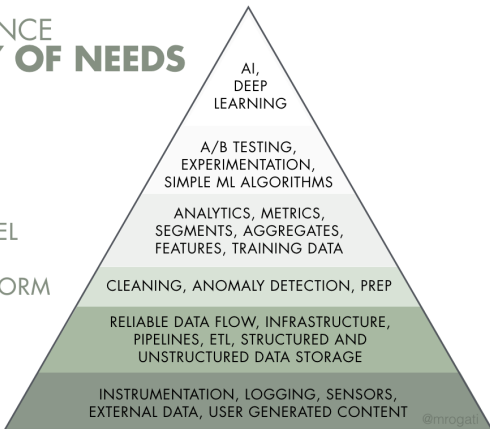 NCE
Y OF NEEDS
AI,
DEEP
LEARNING
A/B TESTING,
EXPERIMENTATION,
SIMPLE ML ALGORITHMS
ANALYTICS, METRICS,
SEGMENTS, AGGREGATES,
FEATURES, TRAINING DATA
EL
ORM
CLEANING, ANOMALY DETECTION, PREP
RELIABLE DATA FLOW, INFRASTRUCTURE,
PIPELINES, ETL, STRUCTURED AND
UNSTRUCTURED DATA STORAGE
INSTRUMENTATION, LOGGING, SENSORS,
EXTERNAL DATA, USER GENERATED CONTENT
@mrogati